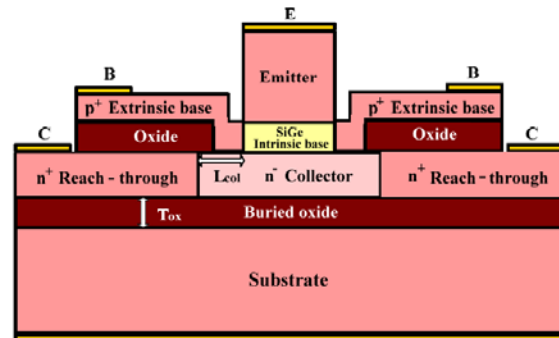 E
Emitter
B
B
p⁺ Extrinsic base
p⁺ Extrinsic base
SiGe
Intrinsic base
Oxide
Oxide
C
C
n⁺ Reach - through
Lcol
n⁻ Collector
n⁺ Reach - through
Tox
Buried oxide
Substrate